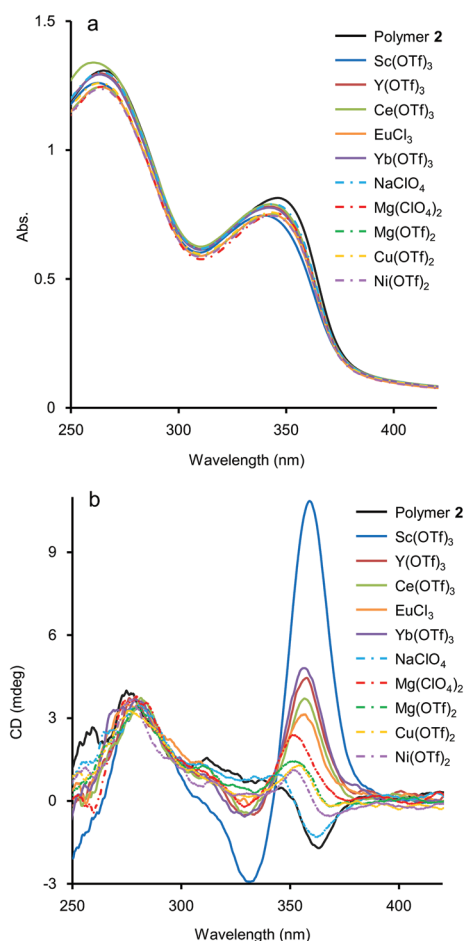 a
1.5
1
0.5
0
Abs.
250 300 350 400
Wavelength (nm)
Polymer 2
Sc(OTf)3
Y(OTf)3
Ce(OTf)3
EuCl3
Yb(OTf)3
NaClO4
Mg(ClO4)2
Mg(OTf)2
Cu(OTf)2
Ni(OTf)2
b
9
6
3
0
-3
CD (mdeg)
250 300 350 400
Wavelength (nm)
Polymer 2
Sc(OTf)3
Y(OTf)3
Ce(OTf)3
EuCl3
Yb(OTf)3
NaClO4
Mg(ClO4)2
Mg(OTf)2
Cu(OTf)2
Ni(OTf)2